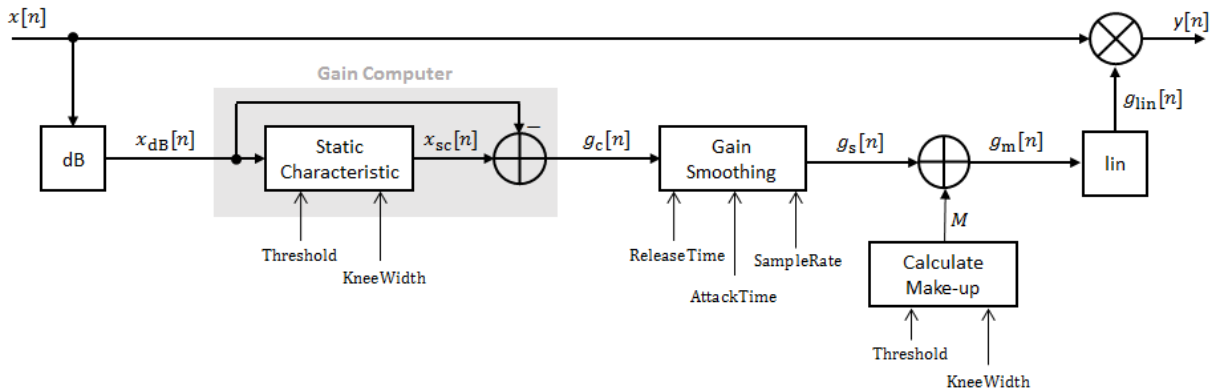 x[n]
y[n]
Gain Computer
g_lin[n]
dB
x_dB[n]
Static
Characteristic
x_sc[n]
−
g_c[n]
Gain
Smoothing
g_s[n]
g_m[n]
lin
Threshold
KneeWidth
ReleaseTime
AttackTime
SampleRate
M
Calculate
Make-up
Threshold
KneeWidth